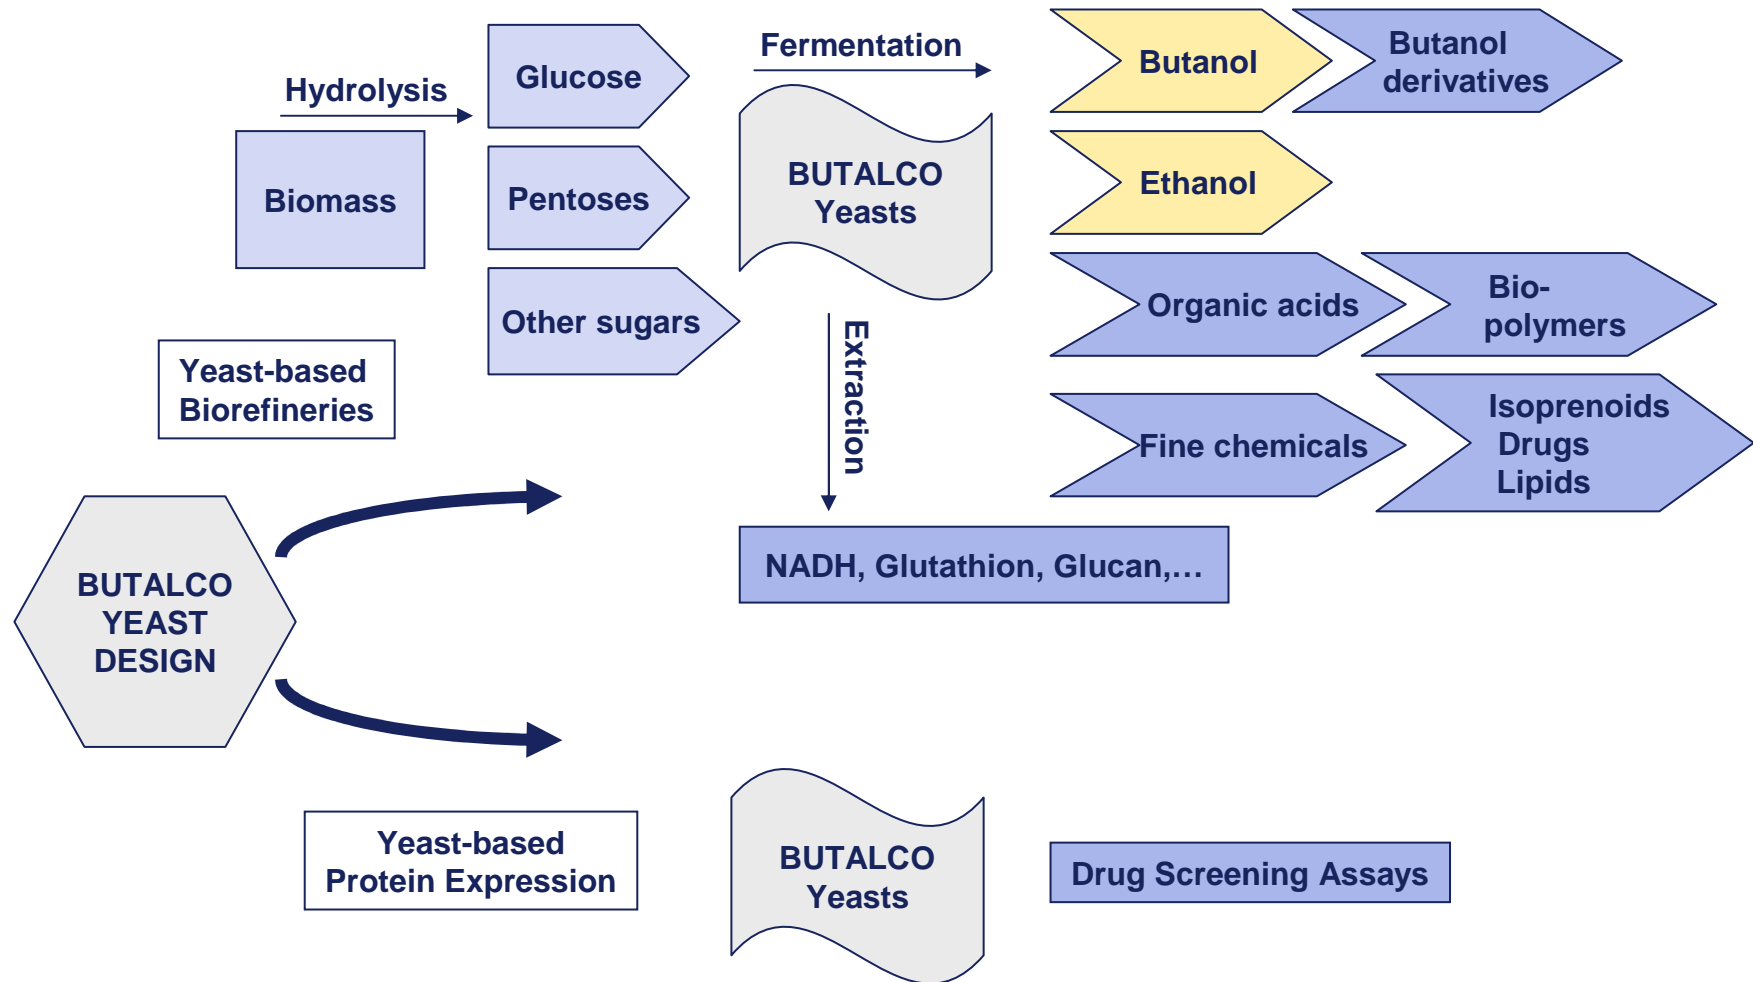 Hydrolysis
Biomass
Glucose
Pentoses
Other sugars
Fermentation
BUTALCO
Yeasts
Extraction
Butanol
Butanol
derivatives
Ethanol
Organic acids
Bio-
polymers
Fine chemicals
Isoprenoids
Drugs
Lipids
NADH, Glutathion, Glucan,...
Yeast-based
Biorefineries
BUTALCO
YEAST
DESIGN
Yeast-based
Protein Expression
BUTALCO
Yeasts
Drug Screening Assays